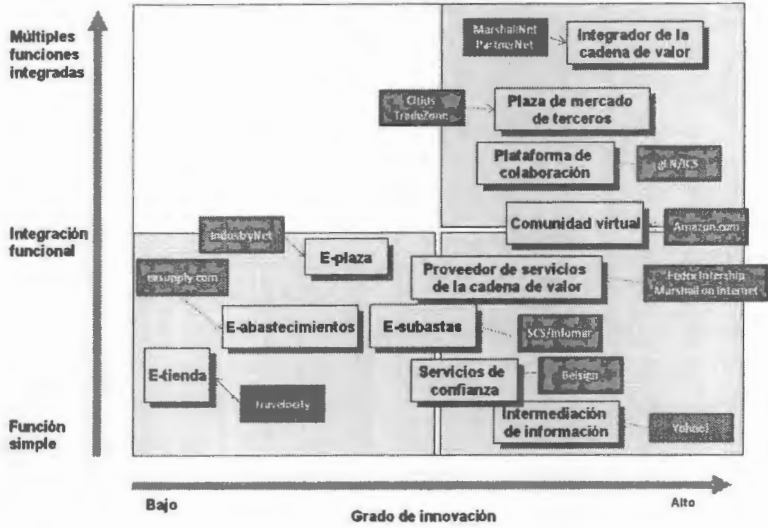 Múltiples
funciones
integradas
MarshallNet
PartnerNet
Integrador de la
cadena de valor
Citius
TradeZone
Plaza de mercado
de terceros
Plataforma de
colaboración
Comunidad virtual
Amazon.com
Integración
funcional
IndusbyNet
E-plaza
Proveedor de servicios
de la cadena de valor
Fedex Intership
Marshall on Internet
E-abastecimientos
E-subastas
SCS/Infomar
E-tienda
Travelocity
Servicios de
confianza
Belsign
Intermediación
de información
Función
simple
Bajo
Grado de innovación
Alto